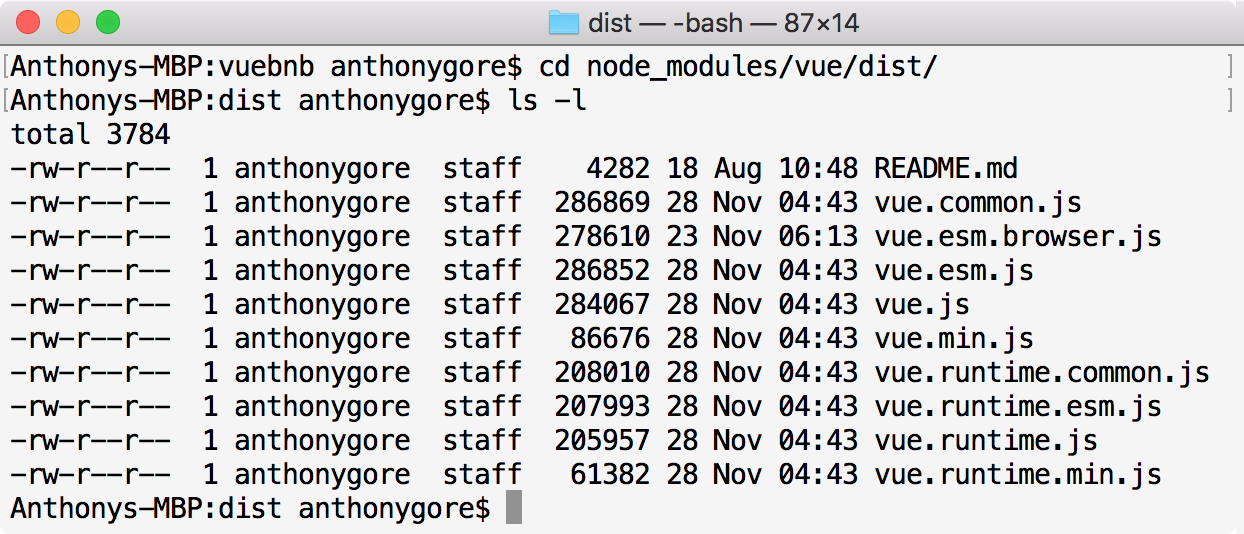 dist — -bash — 87×14
[Anthonys-MBP:vuebnb anthonygore$ cd node_modules/vue/dist/ ]
[Anthonys-MBP:dist anthonygore$ ls -l ]
total 3784
-rw-r--r--  1 anthonygore  staff    4282 18 Aug 10:48 README.md
-rw-r--r--  1 anthonygore  staff  286869 28 Nov 04:43 vue.common.js
-rw-r--r--  1 anthonygore  staff  278610 23 Nov 06:13 vue.esm.browser.js
-rw-r--r--  1 anthonygore  staff  286852 28 Nov 04:43 vue.esm.js
-rw-r--r--  1 anthonygore  staff  284067 28 Nov 04:43 vue.js
-rw-r--r--  1 anthonygore  staff   86676 28 Nov 04:43 vue.min.js
-rw-r--r--  1 anthonygore  staff  208010 28 Nov 04:43 vue.runtime.common.js
-rw-r--r--  1 anthonygore  staff  207993 28 Nov 04:43 vue.runtime.esm.js
-rw-r--r--  1 anthonygore  staff  205957 28 Nov 04:43 vue.runtime.js
-rw-r--r--  1 anthonygore  staff   61382 28 Nov 04:43 vue.runtime.min.js
Anthonys-MBP:dist anthonygore$